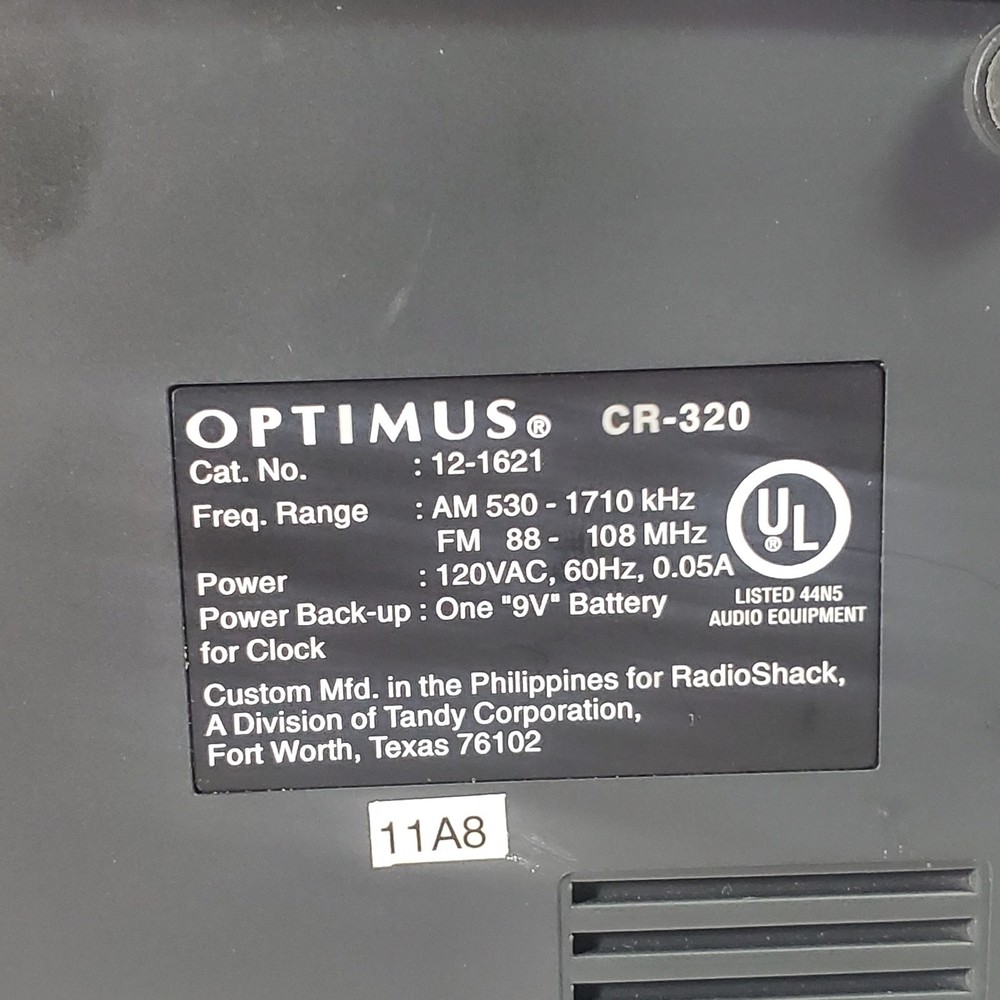 OPTIMUS® CR-320
Cat. No. : 12-1621
Freq. Range : AM 530 - 1710 kHz
FM 88 - 108 MHz
Power : 120VAC, 60Hz, 0.05A
Power Back-up : One "9V" Battery
for Clock
UL®
LISTED 44N5
AUDIO EQUIPMENT
Custom Mfd. in the Philippines for RadioShack,
A Division of Tandy Corporation,
Fort Worth, Texas 76102
11A8